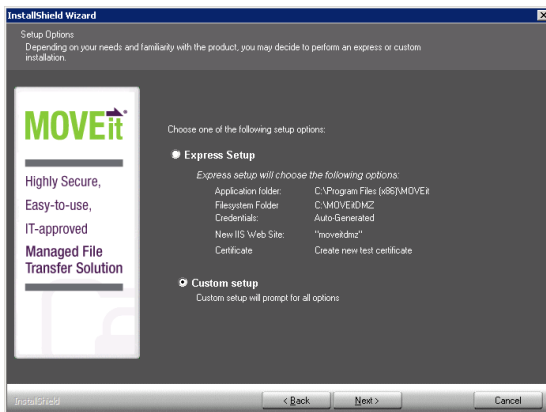 InstallShield Wizard
Setup Options
Depending on your needs and familiarity with the product, you may decide to perform an express or custom
installation.
MOVEit
Highly Secure,
Easy-to-use,
IT-approved
Managed File
Transfer Solution
Choose one of the following setup options:
Express Setup
Express setup will choose the following options:
Application folder: C:\Program Files (x86)\MOVEit
Filesystem Folder C:\MOVEitDMZ
Credentials: Auto-Generated
New IIS Web Site: "moveitdmz"
Certificate Create new test certificate
Custom setup
Custom setup will prompt for all options
InstallShield
< Back Next > Cancel